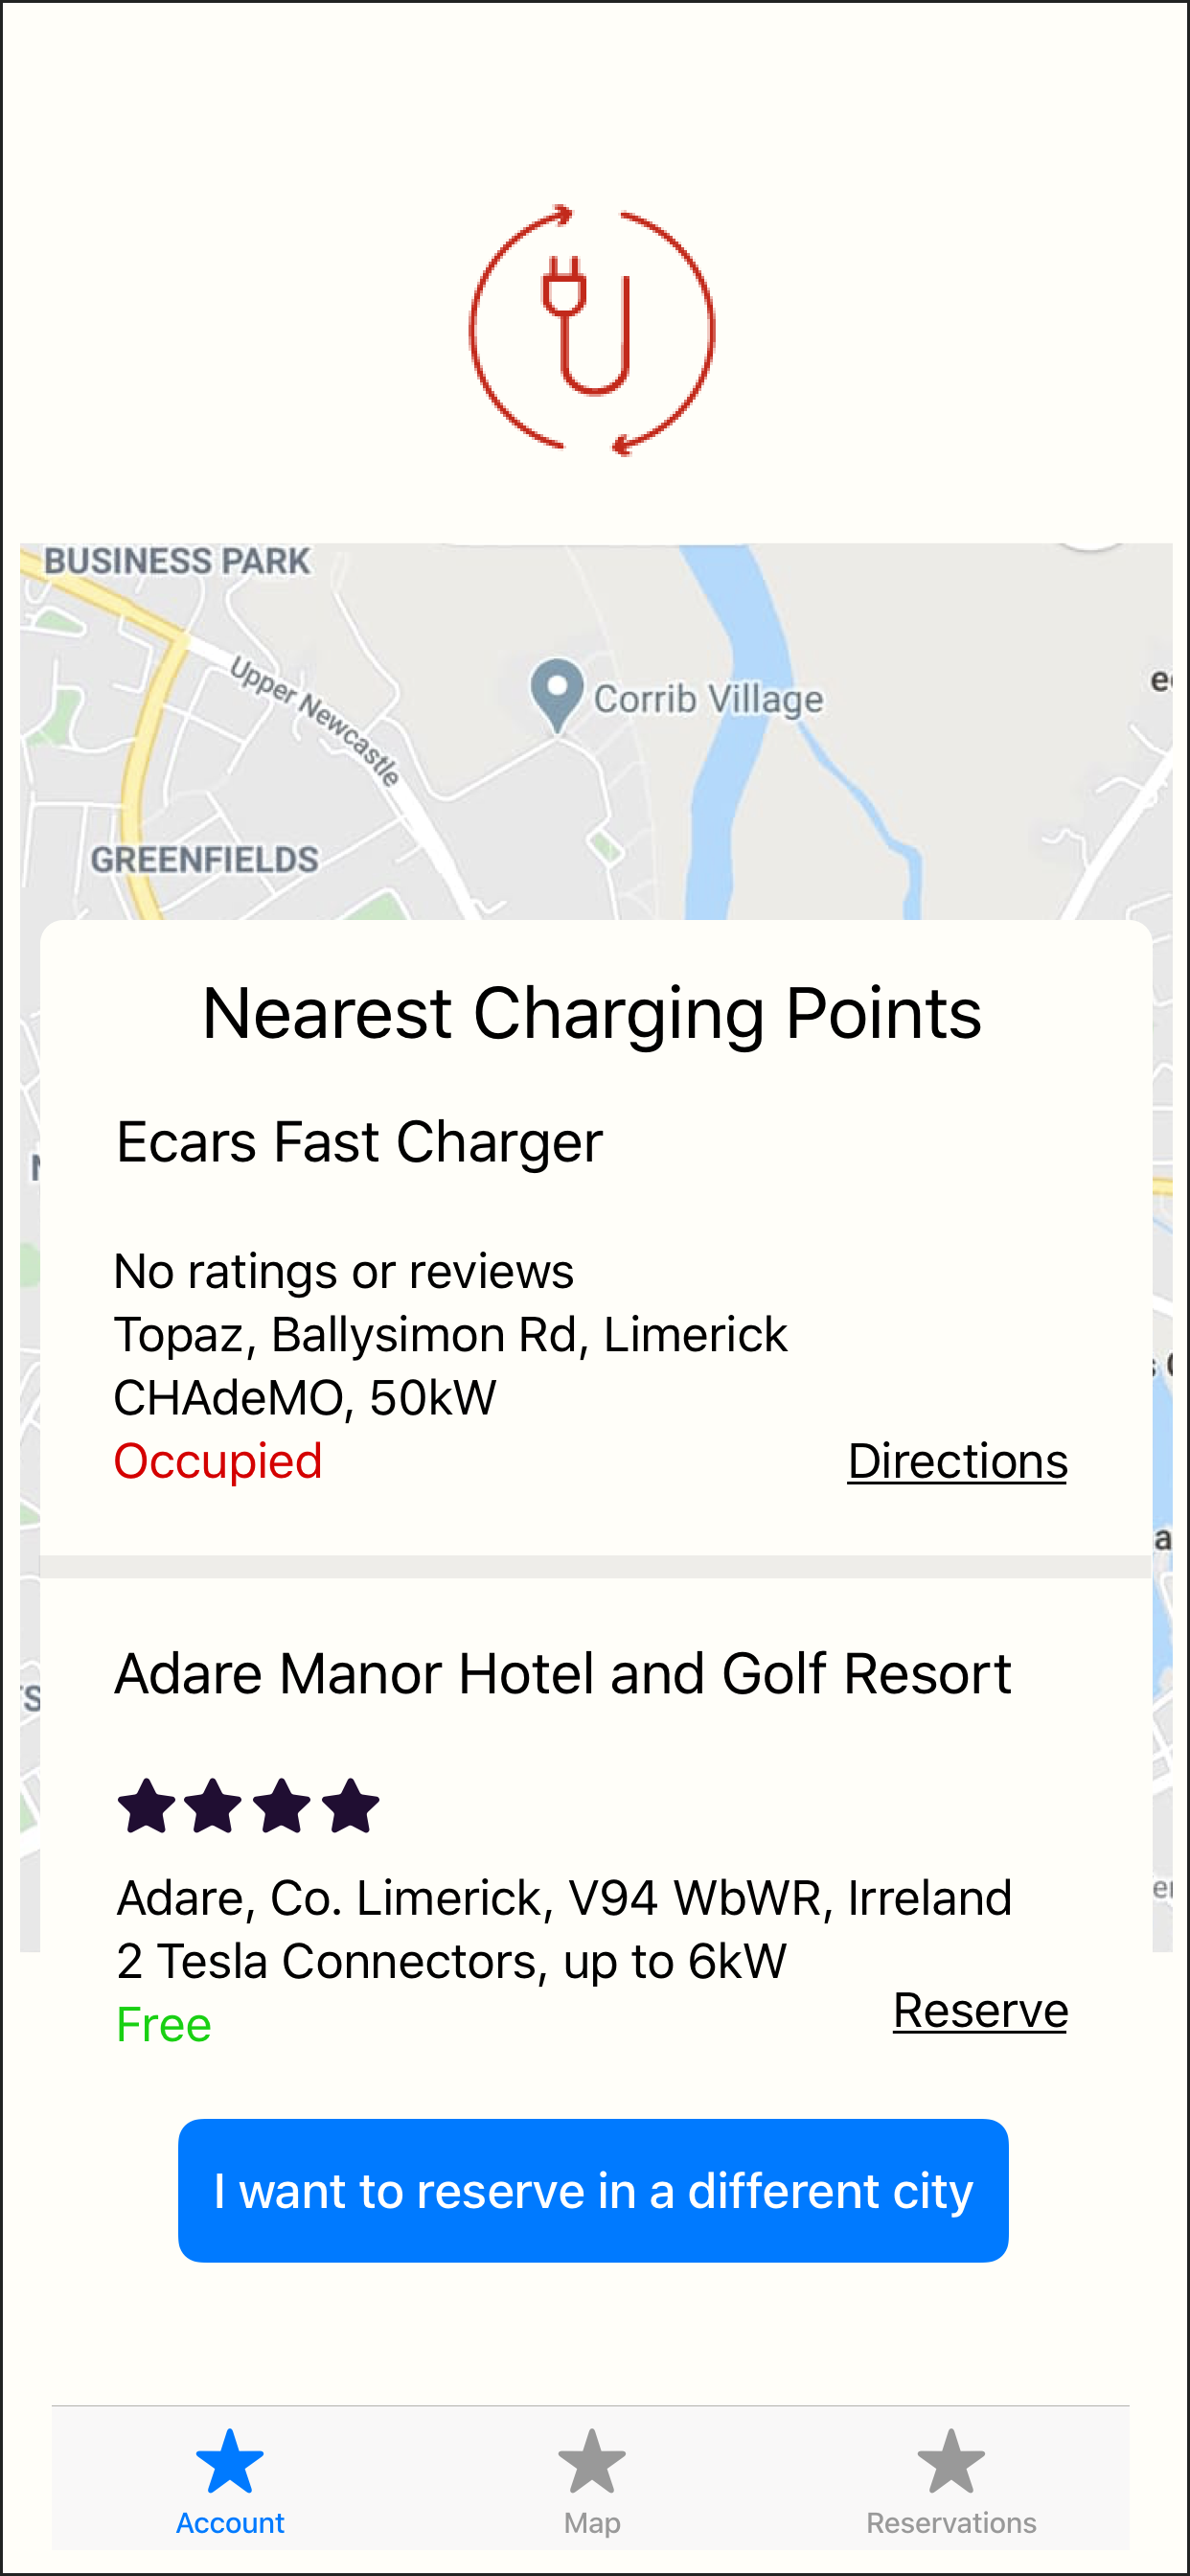 BUSINESS PARK
Upper Newcastle
Corrib Village
GREENFIELDS
Nearest Charging Points
Ecars Fast Charger
No ratings or reviews
Topaz, Ballysimon Rd, Limerick
CHAdeMO, 50kW
Occupied
Directions
Adare Manor Hotel and Golf Resort
Adare, Co. Limerick, V94 WbWR, Irreland
2 Tesla Connectors, up to 6kW
Free
Reserve
I want to reserve in a different city
Account
Map
Reservations